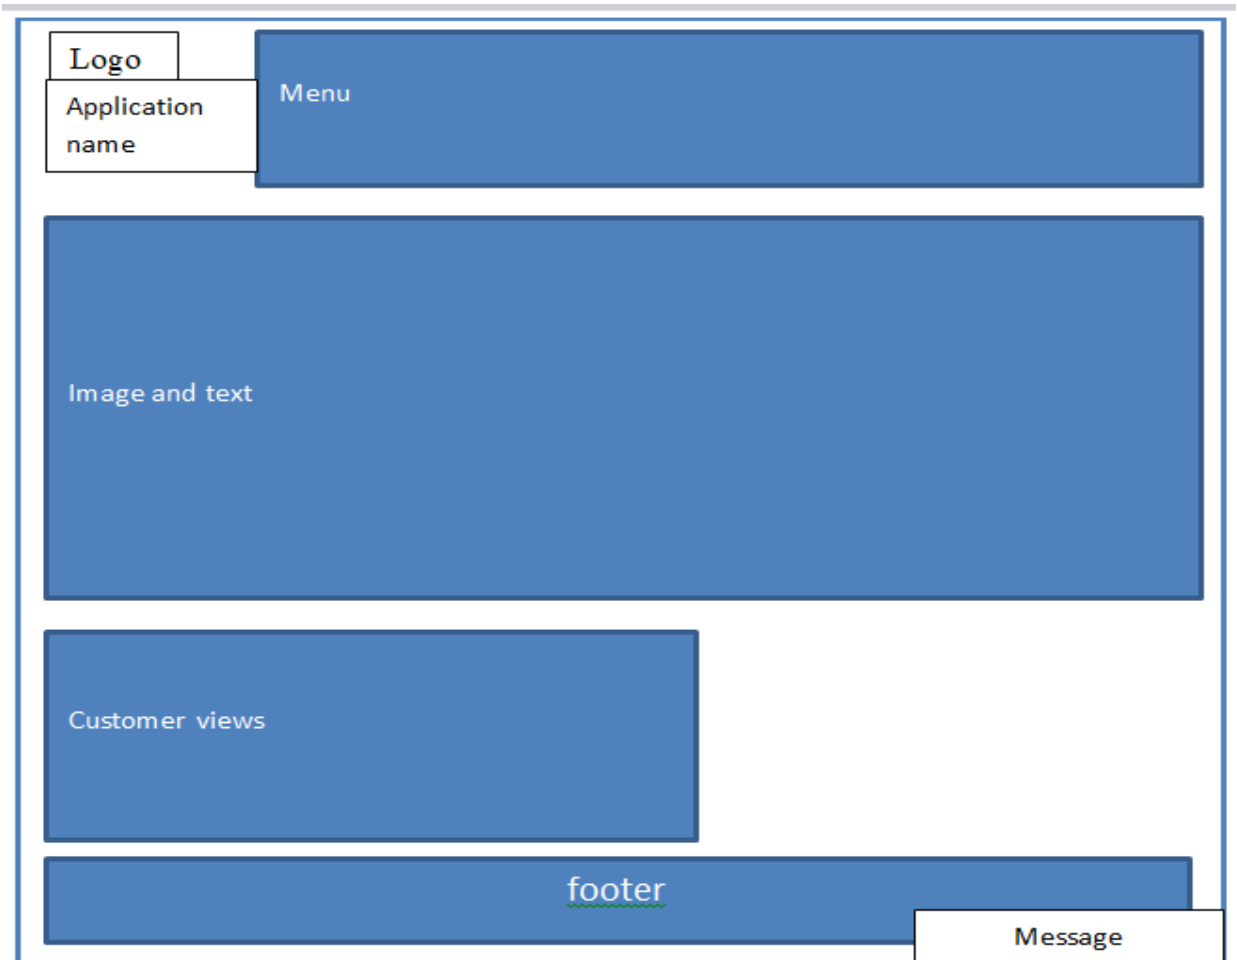 Logo
Application
name
Menu
Image and text
Customer views
footer
Message